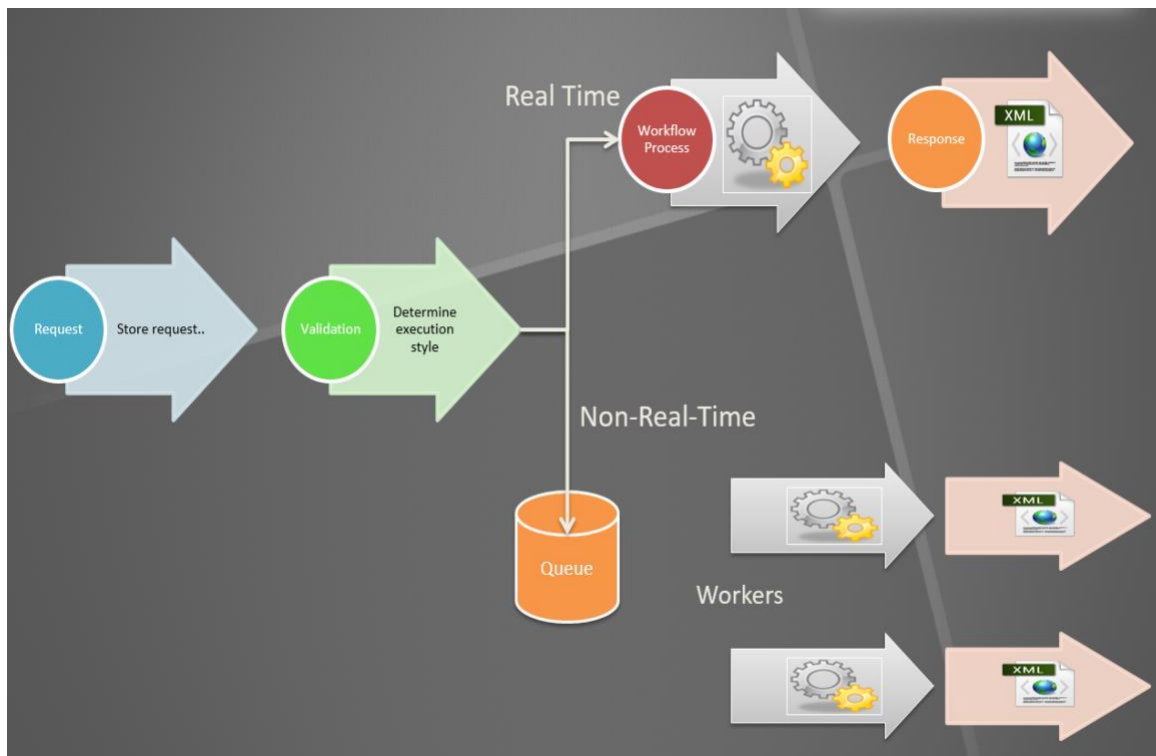 Real Time
Workflow
Process
XML
Response
Request
Store request..
Validation
Determine
execution
style
Non-Real-Time
Queue
XML
Workers
XML